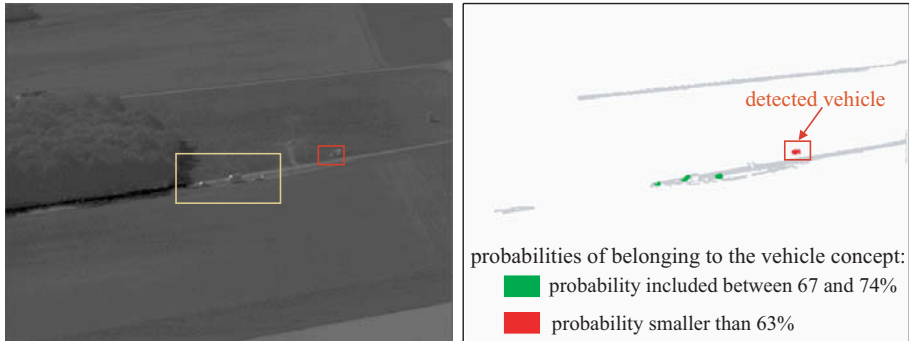 detected vehicle
probabilities of belonging to the vehicle concept:
probability included between 67 and 74%
probability smaller than 63%